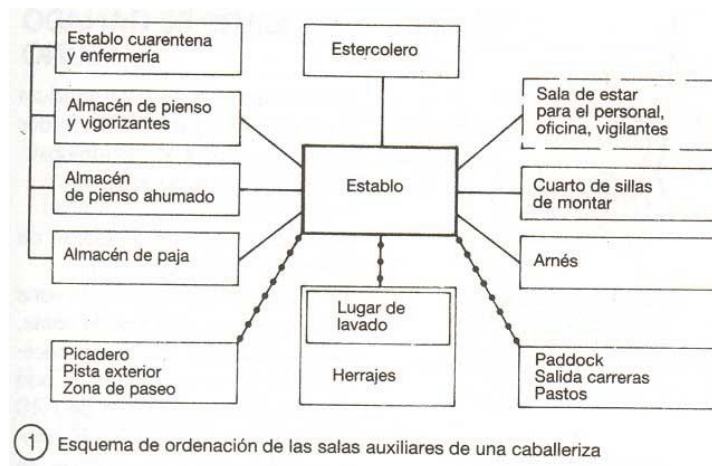 Establo cuarentena
y enfermería
Estercolero
Almacén de pienso
y vigorizantes
Sala de estar
para el personal,
oficina, vigilantes
Almacén
de pienso ahumado
Establo
Cuarto de sillas
de montar
Almacén de paja
Arnés
Lugar de
lavado
Herrajes
Picadero
Pista exterior
Zona de paseo
Paddock
Salida carreras
Pastos
1 Esquema de ordenación de las salas auxiliares de una caballeriza